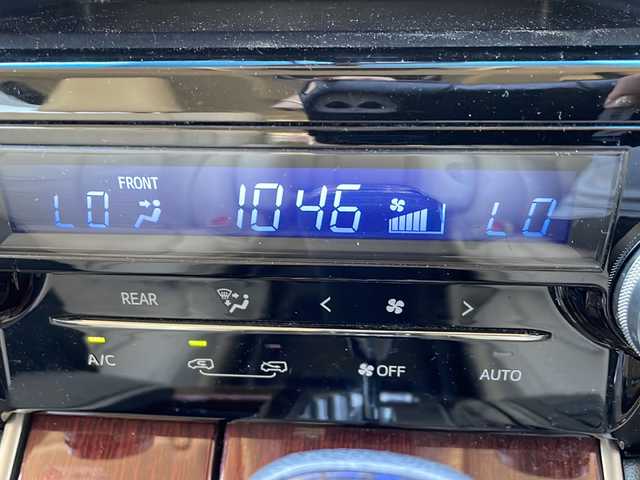 FRONT
LO 1046 LO
REAR < >
A/C OFF AUTO